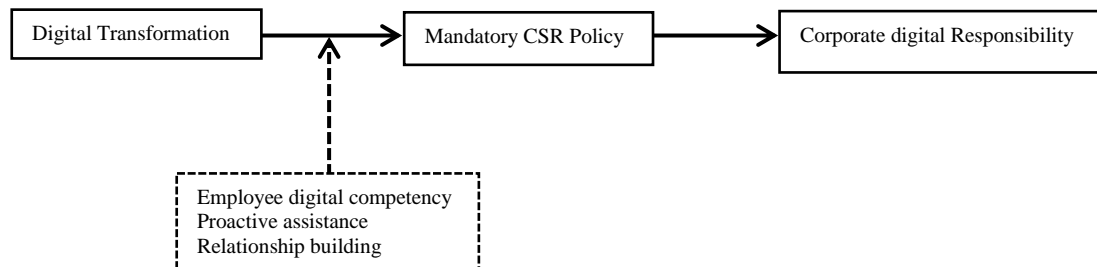 Digital Transformation
Mandatory CSR Policy
Corporate digital Responsibility
Employee digital competency
Proactive assistance
Relationship building